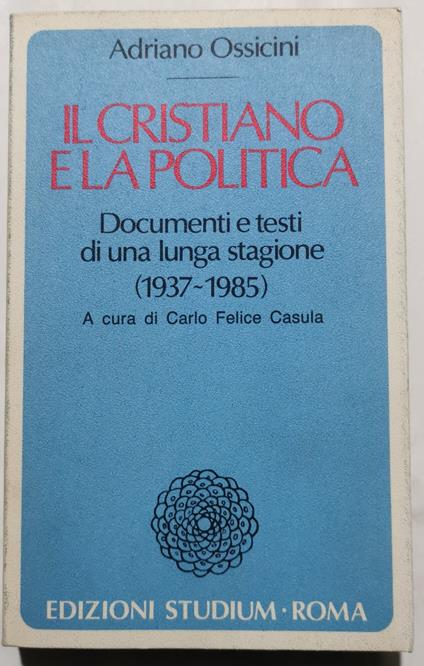 Adriano Ossicini
IL CRISTIANO
E LA POLITICA
Documenti e testi
di una lunga stagione
(1937~1985)
A cura di Carlo Felice Casula
EDIZIONI STUDIUM · ROMA